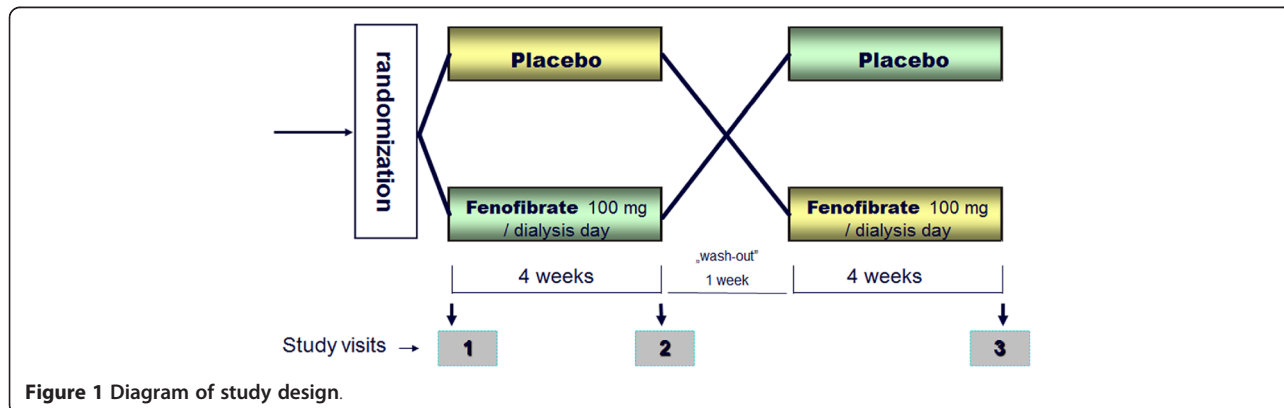 randomization
Placebo
Placebo
Fenofibrate 100 mg
/ dialysis day
Fenofibrate 100 mg
/ dialysis day
4 weeks
„wash-out”
1 week
4 weeks
Study visits →
1
2
3
Figure 1 Diagram of study design.